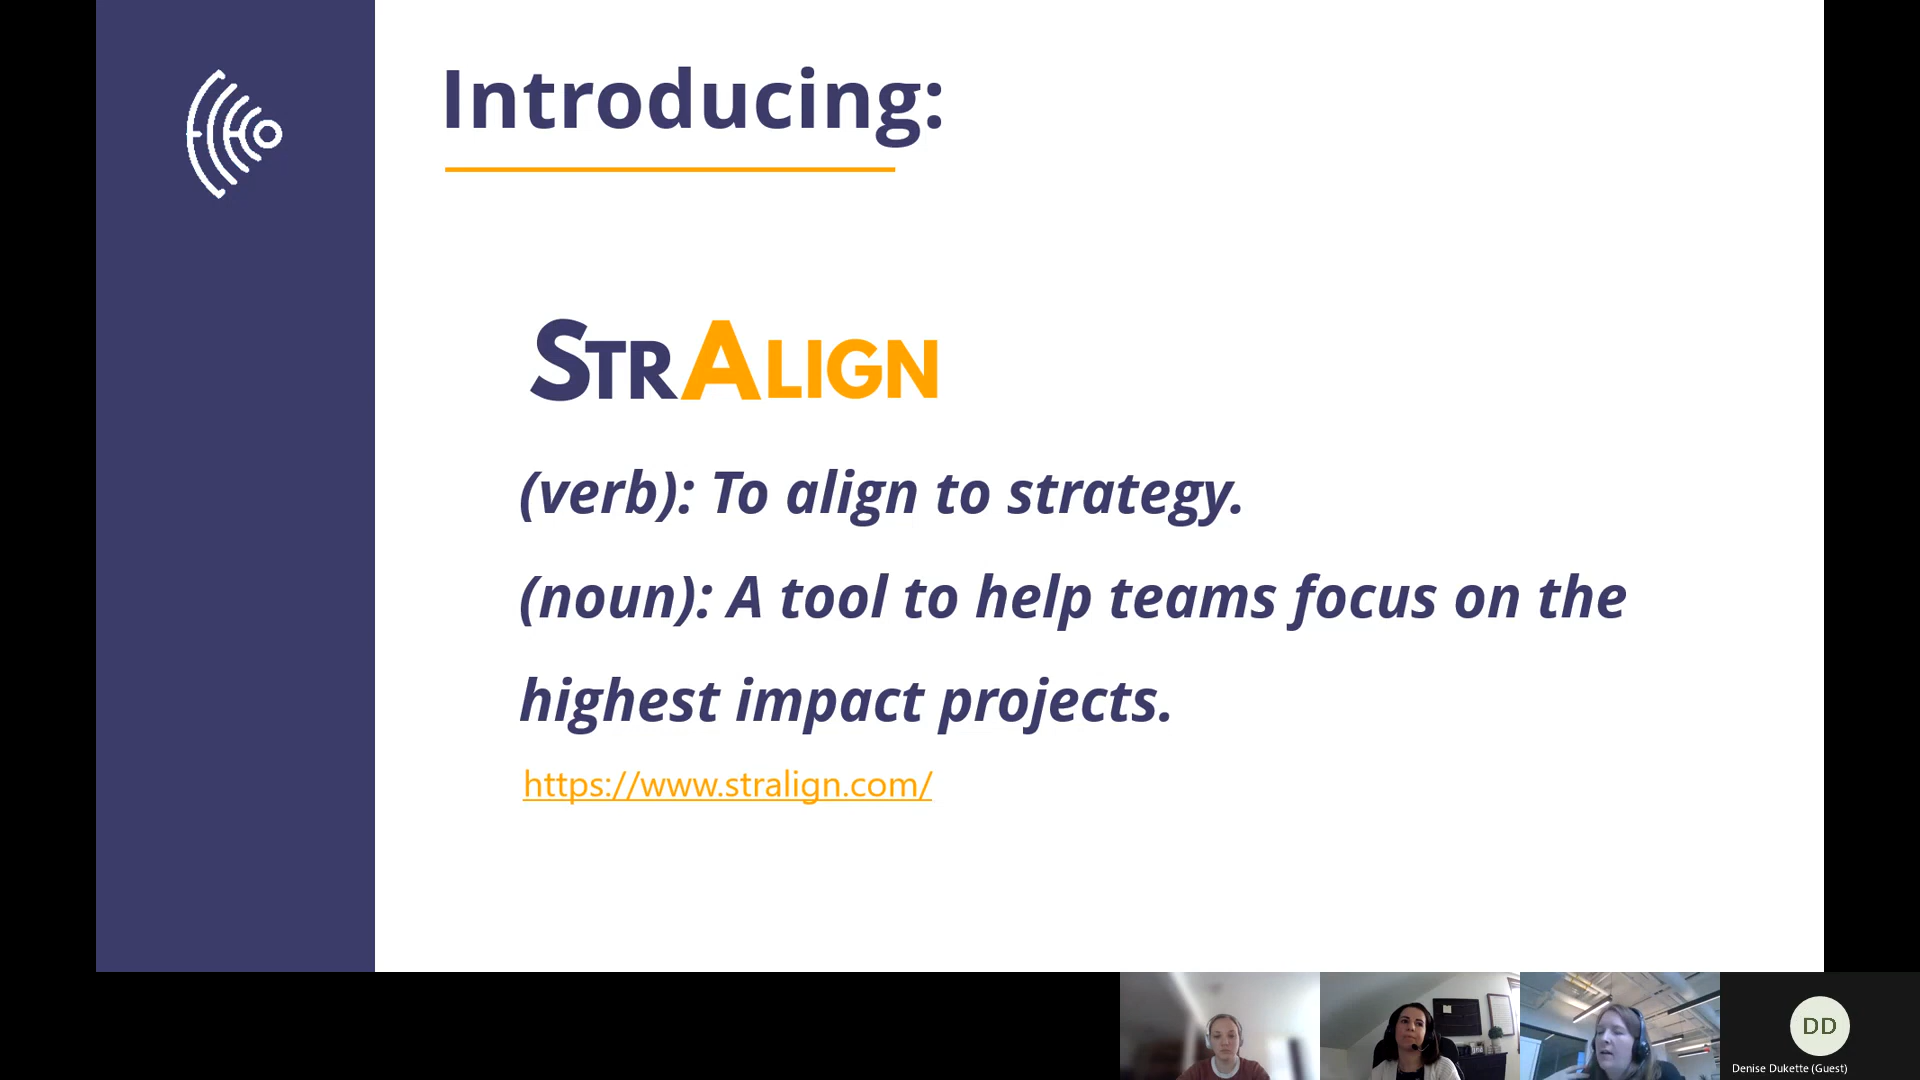 ECHO
Introducing:
STRALIGN
(verb): To align to strategy.
(noun): A tool to help teams focus on the
highest impact projects.
https://www.stralign.com/
DD
Denise Dukette (Guest)